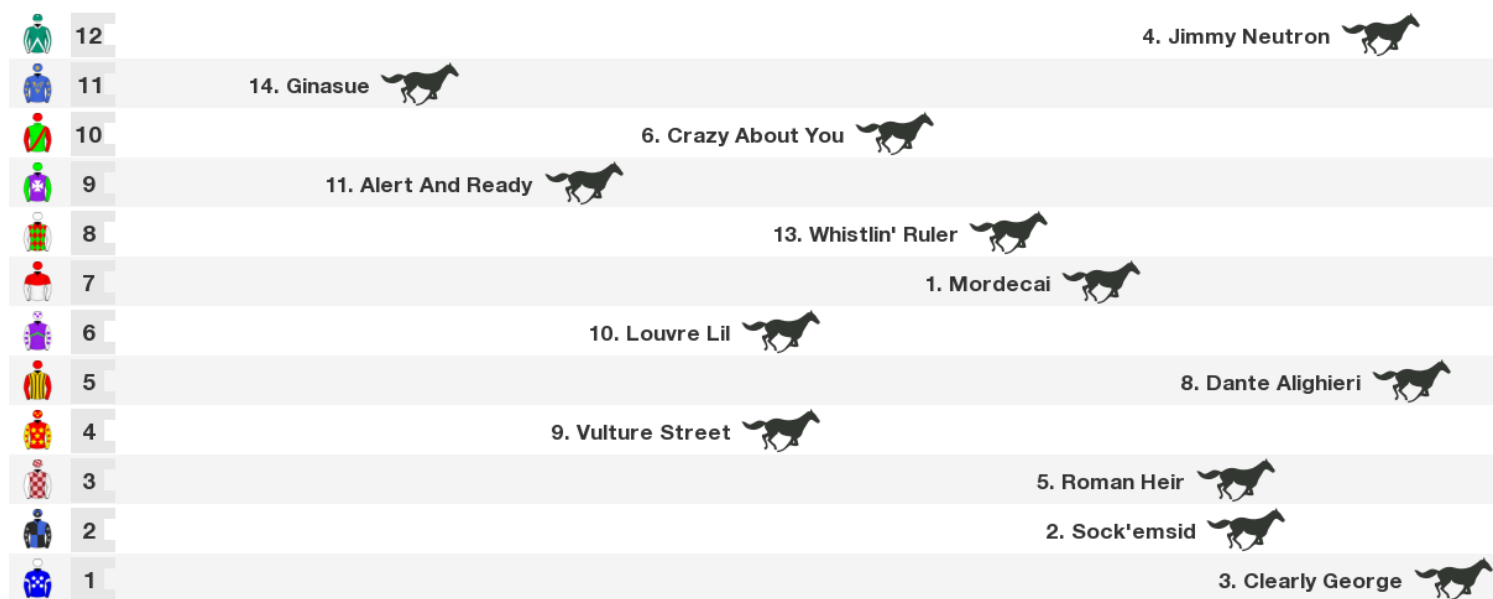 12 4. Jimmy Neutron
11 14. Ginasue
10 6. Crazy About You
9 11. Alert And Ready
8 13. Whistlin' Ruler
7 1. Mordecai
6 10. Louvre Lil
5 8. Dante Alighieri
4 9. Vulture Street
3 5. Roman Heir
2 2. Sock'emsid
1 3. Clearly George